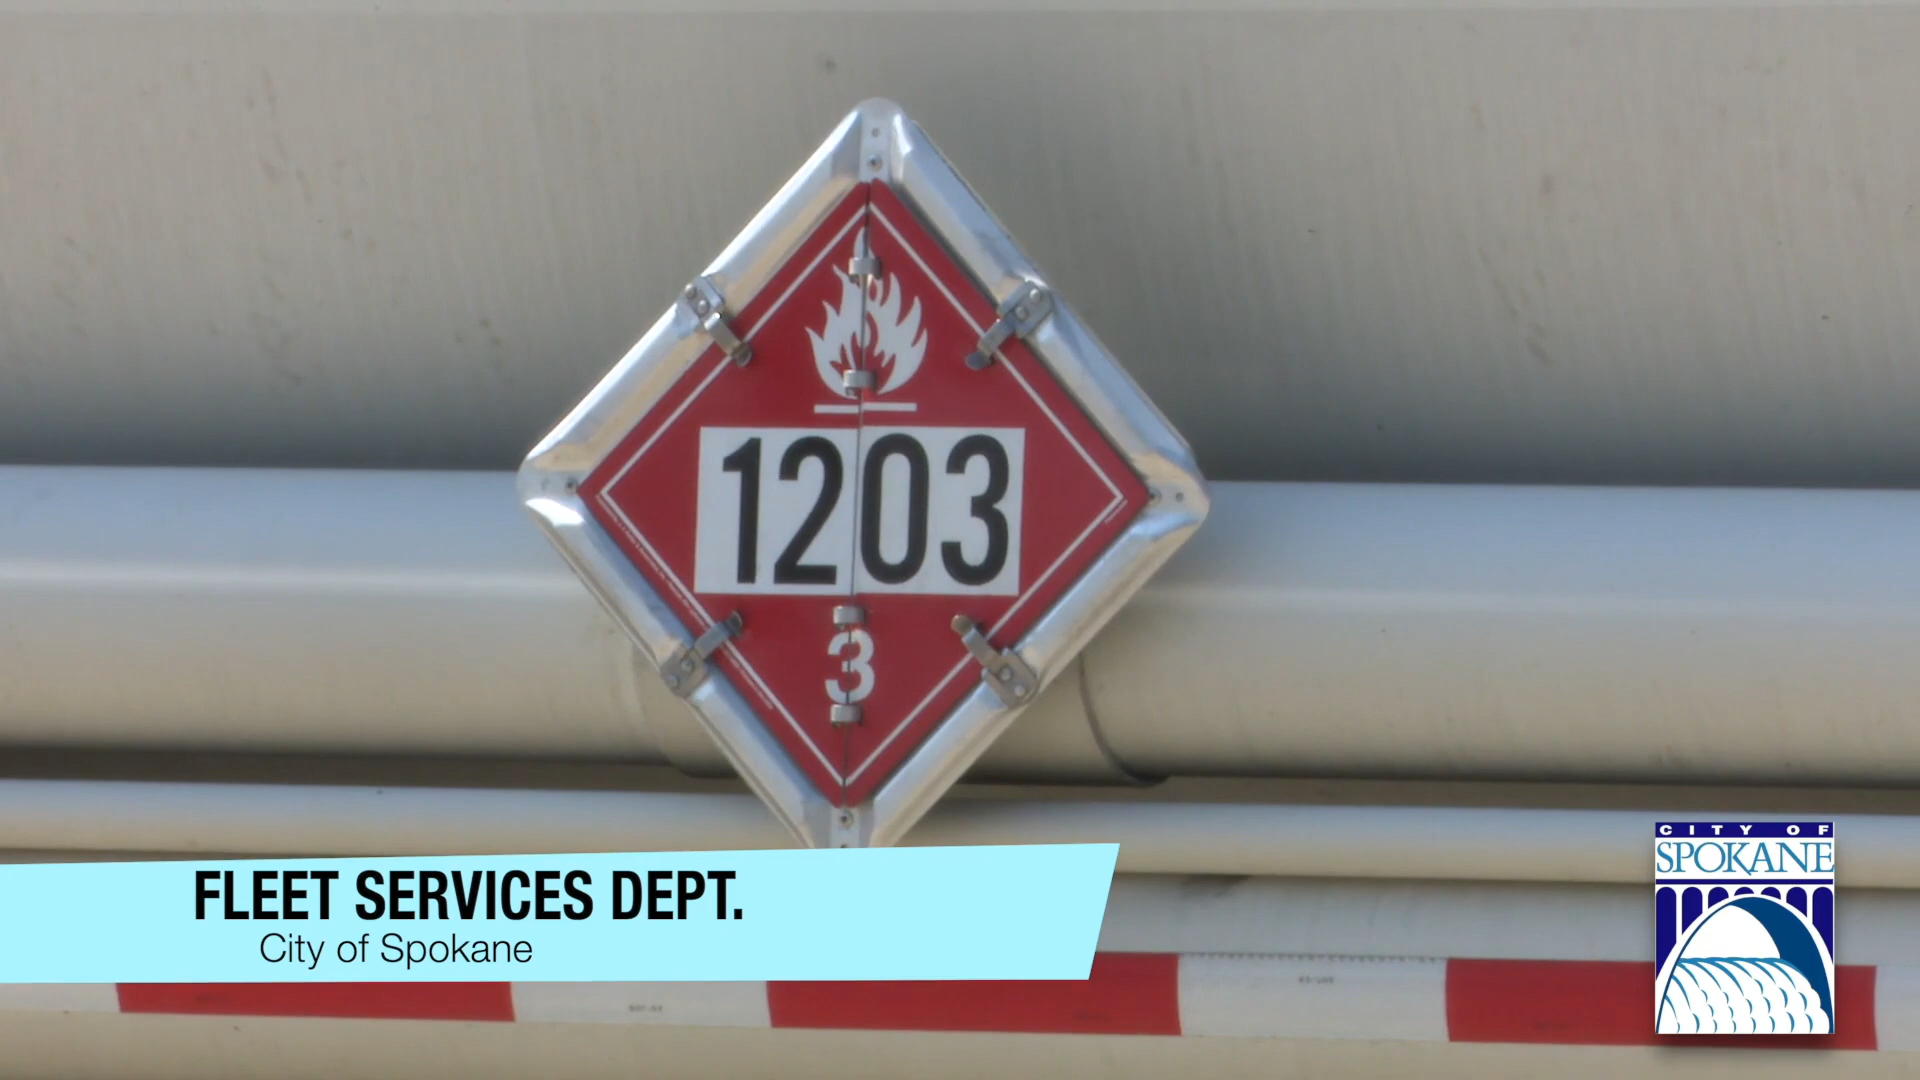 1203
3
FLEET SERVICES DEPT.
City of Spokane
CITY OF
SPOKANE